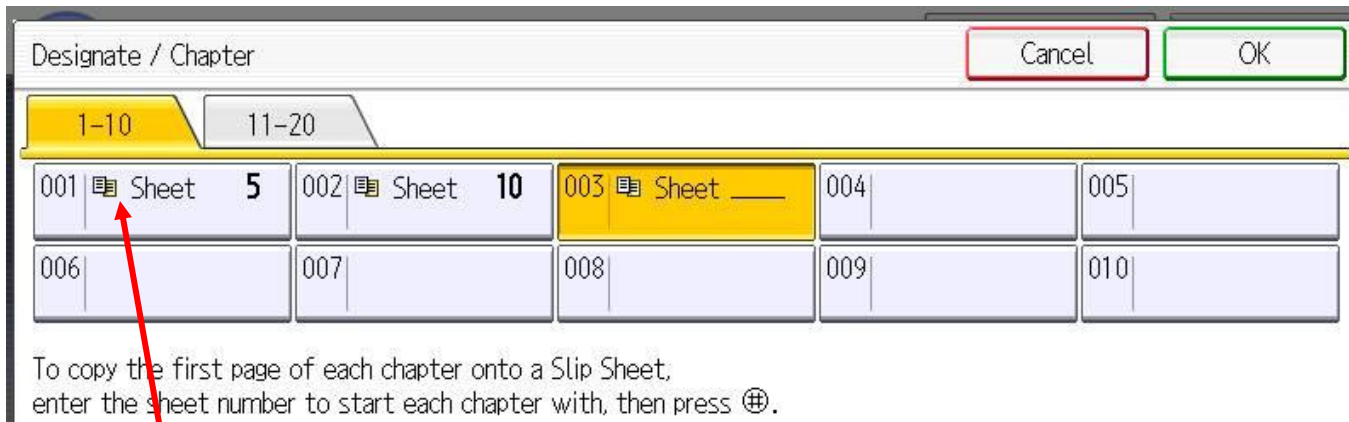 Designate / Chapter Cancel OK
1-10 11-20
001 Sheet 5 002 Sheet 10 003 Sheet ____ 004 005
006 007 008 009 010
To copy the first page of each chapter onto a Slip Sheet,
enter the sheet number to start each chapter with, then press #.